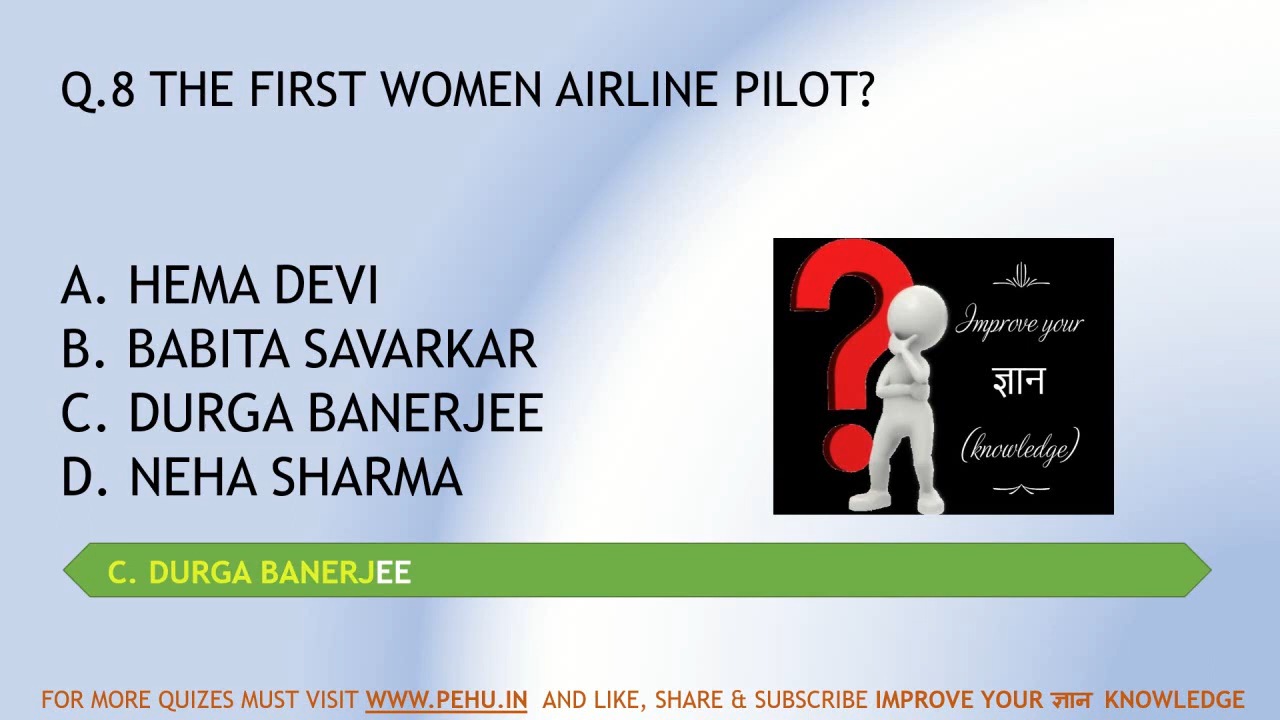 Q.8 THE FIRST WOMEN AIRLINE PILOT?
A. HEMA DEVI
B. BABITA SAVARKAR
C. DURGA BANERJEE
D. NEHA SHARMA
Improve your
ज्ञान
(knowledge)
C. DURGA BANERJEE
FOR MORE QUIZES MUST VISIT WWW.PEHU.IN AND LIKE, SHARE & SUBSCRIBE IMPROVE YOUR ज्ञान KNOWLEDGE